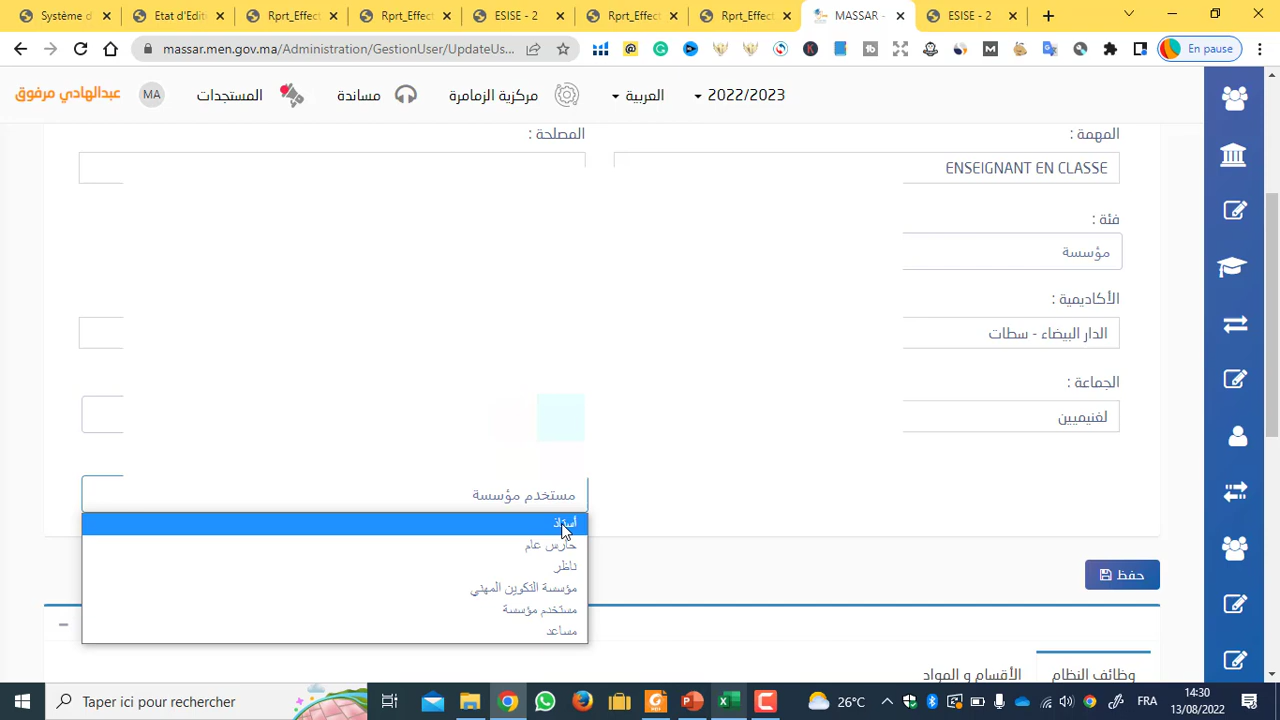 Système d
Etat d'Edit
Rprt_Effect
Rprt_Effect
ESISE - 2
Rprt_Effect
Rprt_Effect
MASSAR -
ESISE - 2
massar.men.gov.ma/Administration/GestionUser/UpdateUs...
En pause
2022/2023
العربية
مركزية الزمامرة
مساندة
المستجدات
MA
عبدالهادي مرفوق
المهمة :
المصلحة :
ENSEIGNANT EN CLASSE
فئة :
مؤسسة
الأكاديمية :
الدار البيضاء - سطات
الجماعة :
لغنيميين
مستخدم مؤسسة
أستاذ
حارس عام
ناظر
مؤسسة التكوين المهني
مستخدم مؤسسة
مساعد
حفظ
وظائف النظام
الأقسام و المواد
Taper ici pour rechercher
26°C
FRA
14:30
13/08/2022